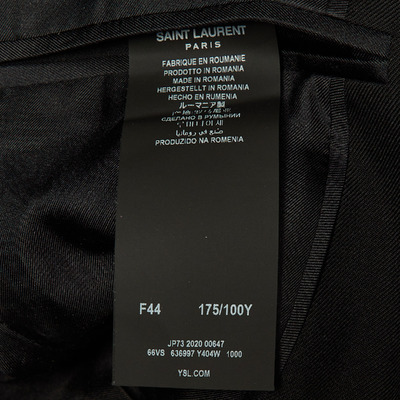 SAINT LAURENT
PARIS
FABRIQUE EN ROUMANIE
PRODOTTO IN ROMANIA
MADE IN ROMANIA
HERGESTELLT IN ROMANIA
HECHO EN RUMENIA
ルーマニア製
СДЕЛАНО В РУМЫНИИ
صنع في رومانيا
PRODUZIDO NA ROMENIA
F44 175/100Y
JP73 2020 00647
66VS 636997 Y404W 1000
YSL.COM